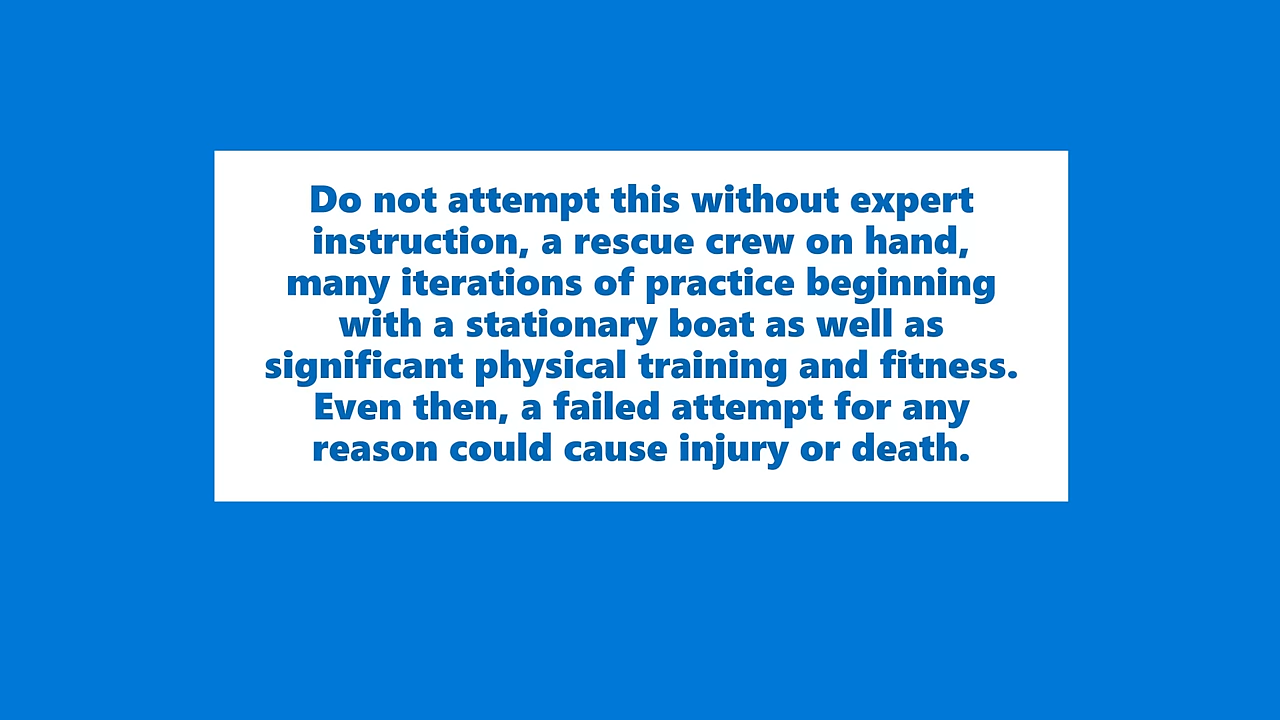 Do not attempt this without expert
instruction, a rescue crew on hand,
many iterations of practice beginning
with a stationary boat as well as
significant physical training and fitness.
Even then, a failed attempt for any
reason could cause injury or death.